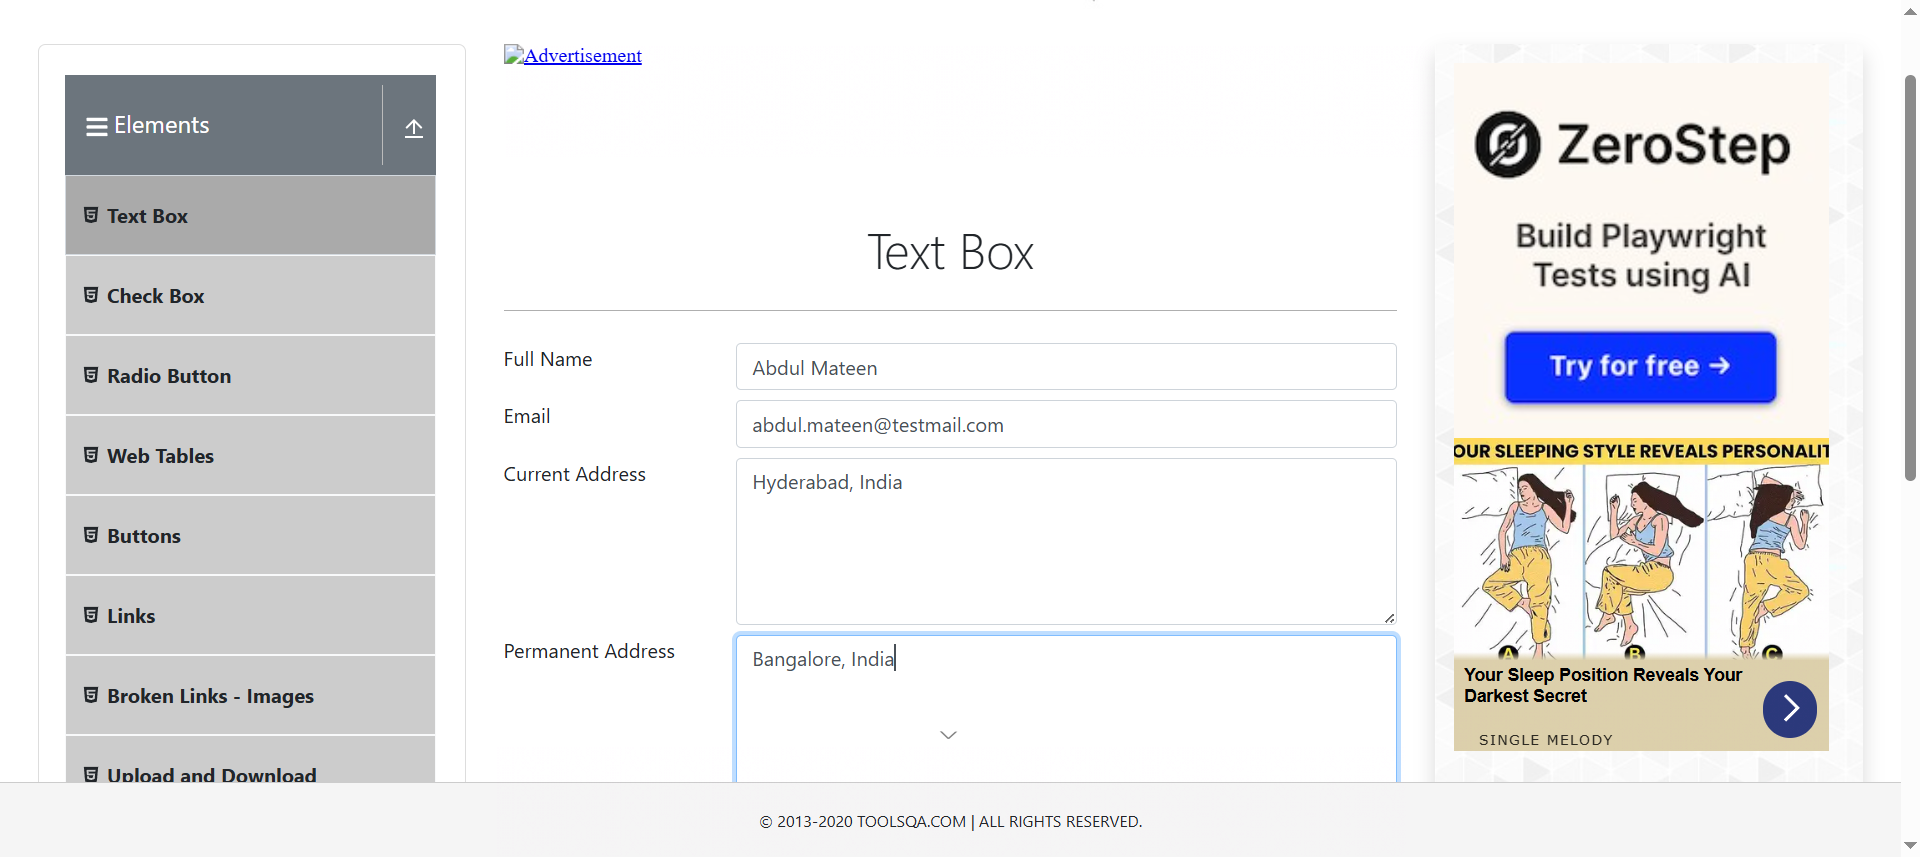 Elements
Text Box
Check Box
Radio Button
Web Tables
Buttons
Links
Broken Links - Images
Upload and Download
Advertisement
Text Box
Full Name
Abdul Mateen
Email
abdul.mateen@testmail.com
Current Address
Hyderabad, India
Permanent Address
Bangalore, India
ZeroStep
Build Playwright
Tests using AI
Try for free →
OUR SLEEPING STYLE REVEALS PERSONALIT
A B C
Your Sleep Position Reveals Your
Darkest Secret
SINGLE MELODY
© 2013-2020 TOOLSQA.COM | ALL RIGHTS RESERVED.